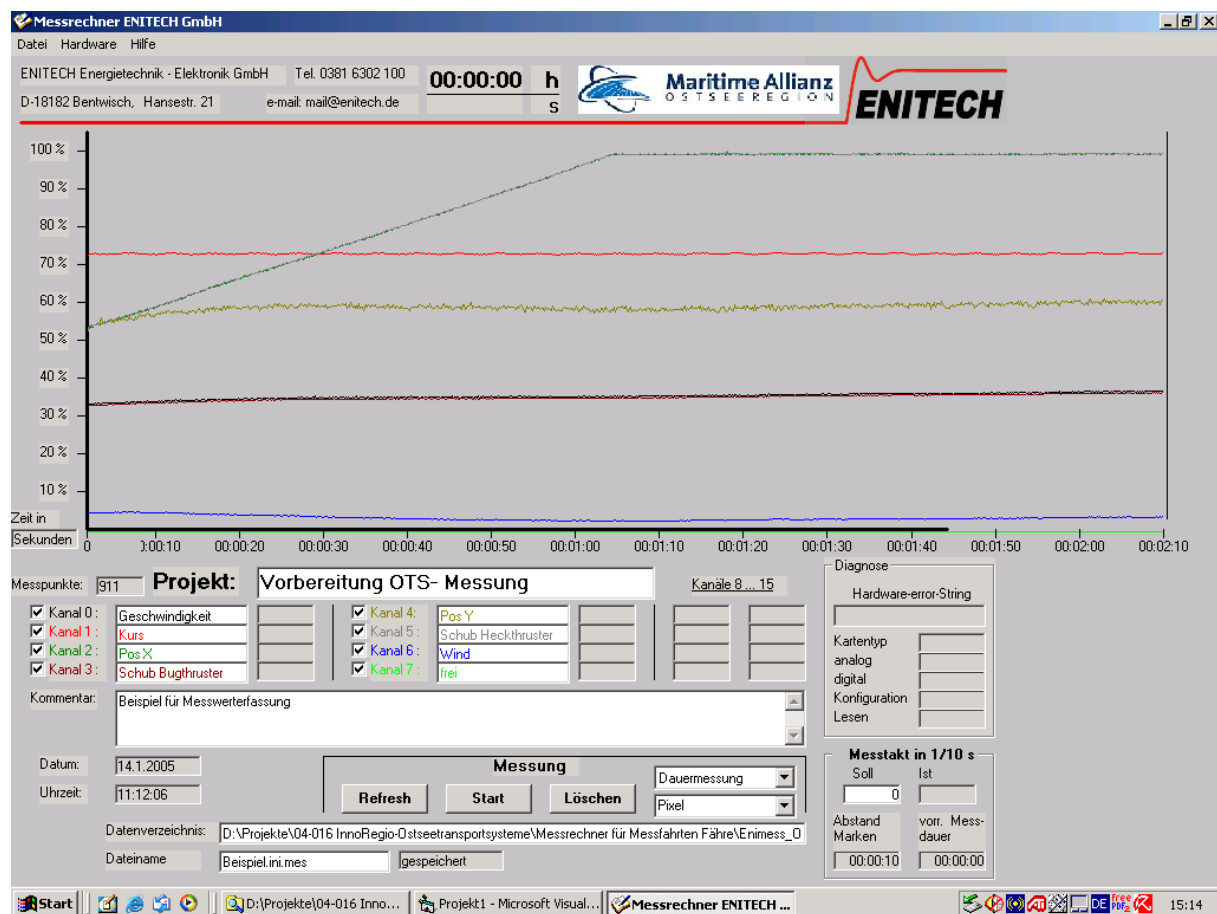 Messrechner ENITECH GmbH
Datei Hardware Hilfe
ENITECH Energietechnik - Elektronik GmbH Tel. 0381 6302 100
D-18182 Bentwisch, Hansestr. 21 e-mail: mail@enitech.de
00:00:00 h
s
Maritime Allianz
OSTSEEREGION
ENITECH
100 %
90 %
80 %
70 %
60 %
50 %
40 %
30 %
20 %
10 %
Zeit in
Sekunden
0 0:00:10 00:00:20 00:00:30 00:00:40 00:00:50 00:01:00 00:01:10 00:01:20 00:01:30 00:01:40 00:01:50 00:02:00 00:02:10
Messpunkte: 911 Projekt: Vorbereitung OTS- Messung Kanäle 8 ... 15
Kanal 0 : Geschwindigkeit Kanal 4: Pos Y
Kanal 1 : Kurs Kanal 5 : Schub Heckthruster
Kanal 2 : Pos X Kanal 6 : Wind
Kanal 3 : Schub Bugthruster Kanal 7 : frei
Kommentar: Beispiel für Messwerterfassung
Datum: 14.1.2005
Uhrzeit: 11:12:06
Messung
Refresh Start Löschen
Dauermessung
Pixel
Datenverzeichnis: D:\Projekte\04-016 InnoRegio-Ostseetransportsysteme\Messrechner für Messfahrten Fähre\Enimess_O
Dateiname Beispiel.ini.mes gespeichert
Diagnose
Hardware-error-String
Kartentyp
analog
digital
Konfiguration
Lesen
Messtakt in 1/10 s
Soll Ist
0
Abstand Marken
vorr. Mess-dauer
00:00:10 00:00:00
Start D:\Projekte\04-016 Inno... Projekt1 - Microsoft Visual... Messrechner ENITECH ... DE Free PDF 15:14